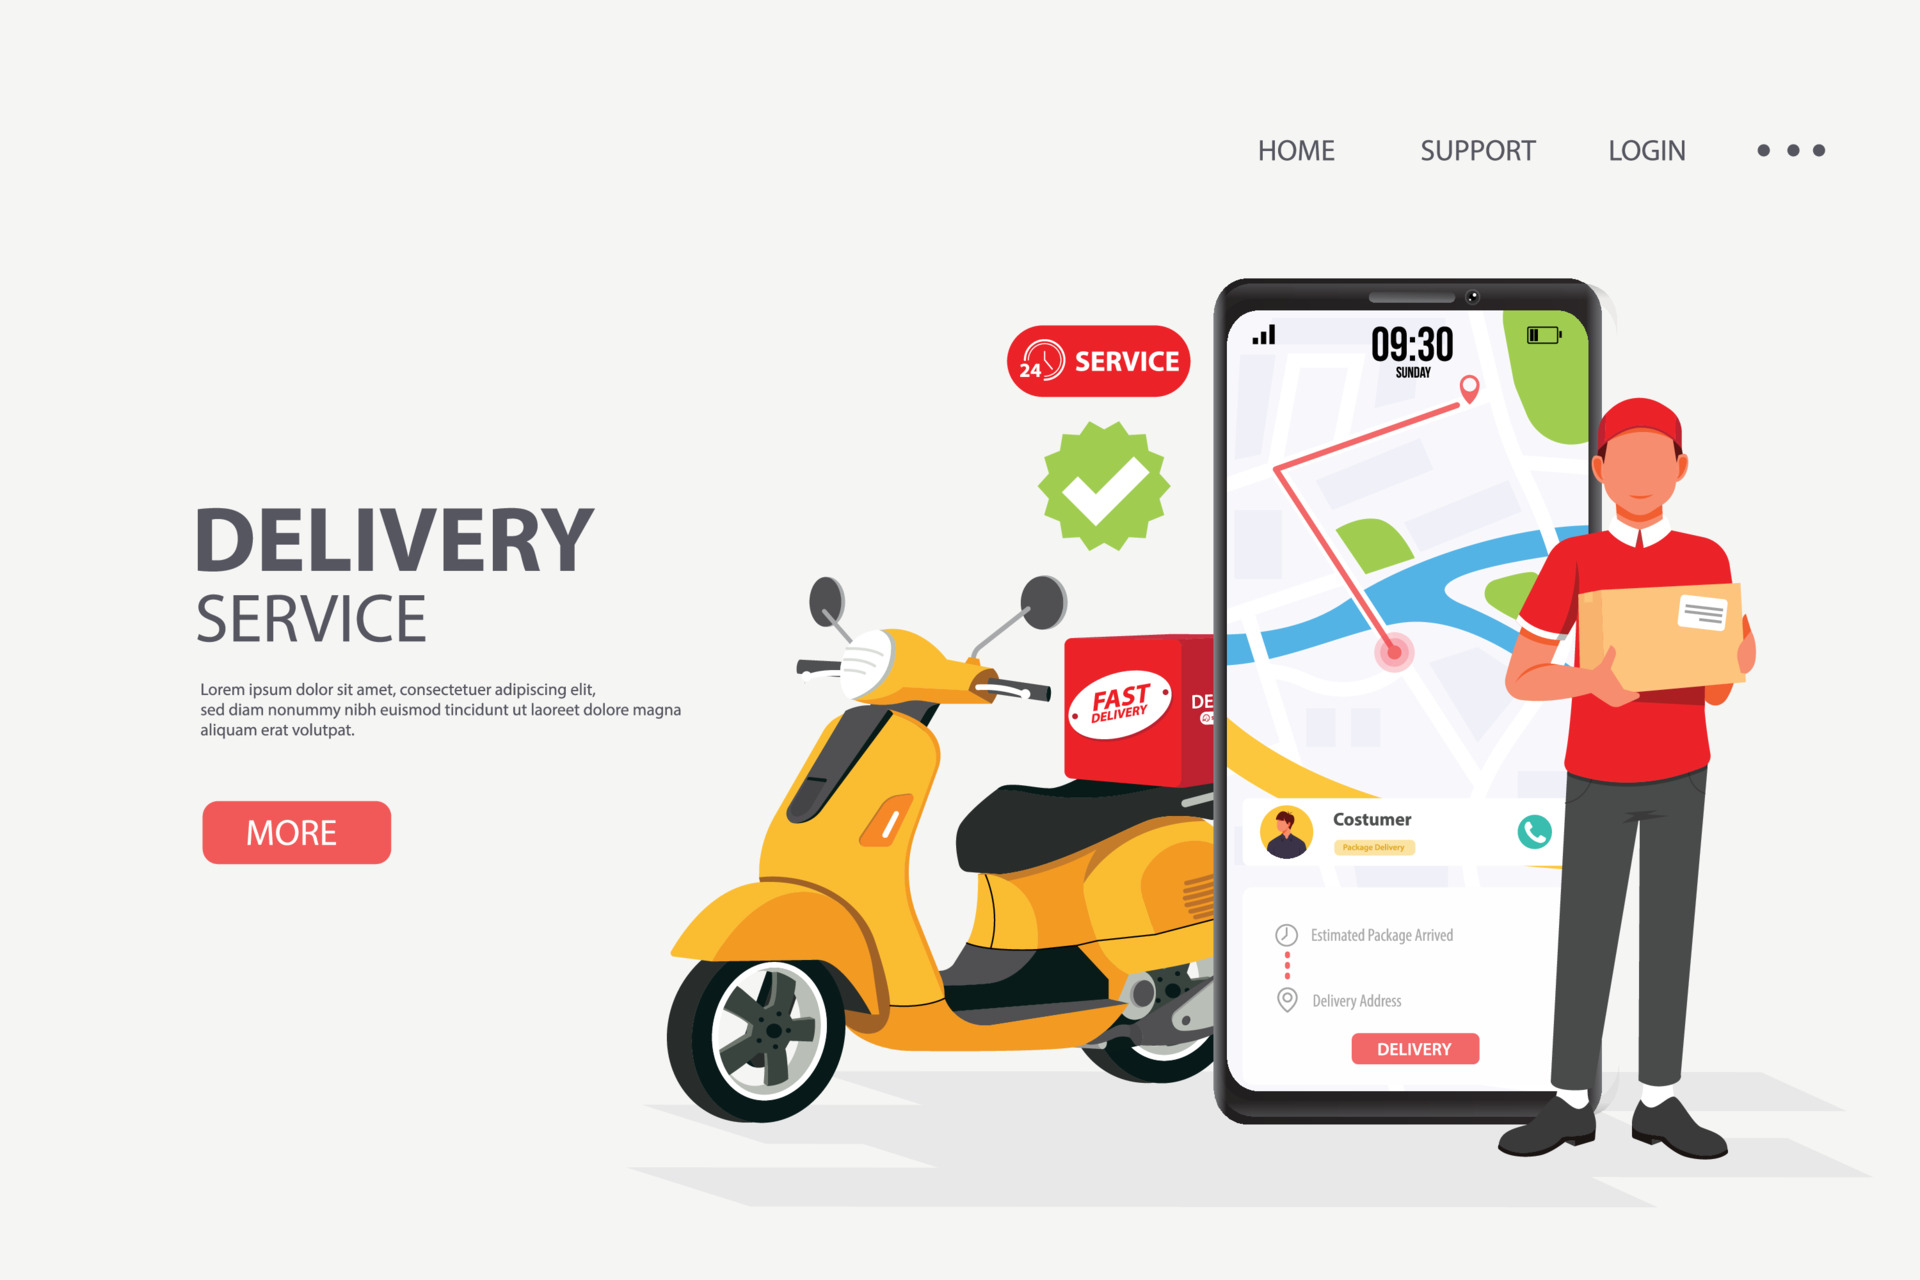 HOME SUPPORT LOGIN
DELIVERY
SERVICE
Lorem ipsum dolor sit amet, consectetuer adipiscing elit,
sed diam nonummy nibh euismod tincidunt ut laoreet dolore magna
aliquam erat volutpat.
MORE
24 SERVICE
FAST
DELIVERY
DE
09:30
SUNDAY
Costumer
Package Delivery
Estimated Package Arrived
Delivery Address
DELIVERY